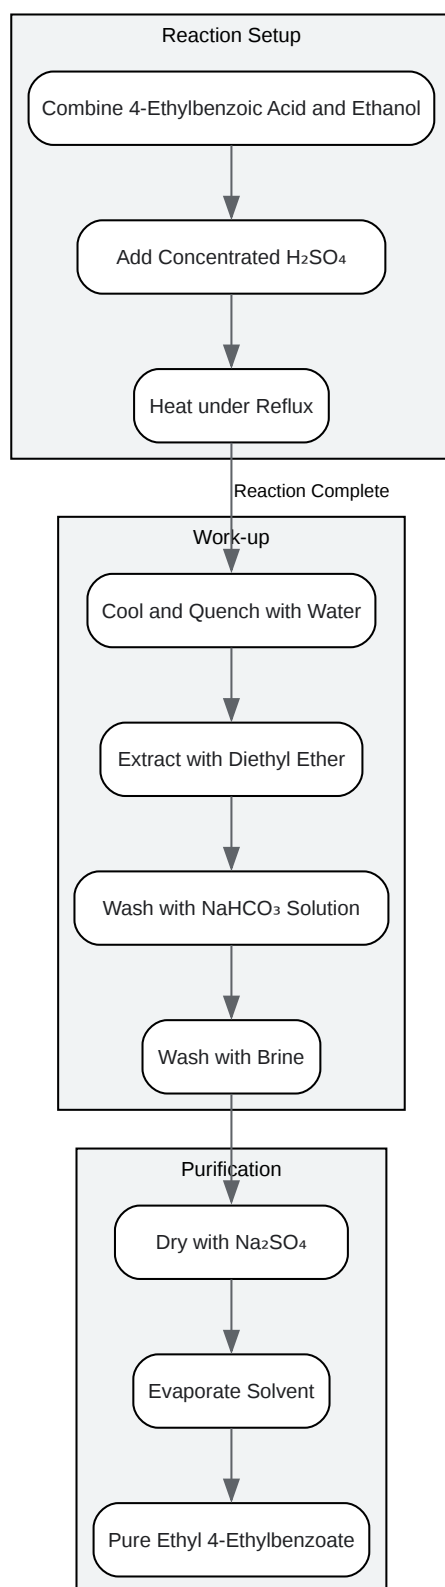 Reaction Setup
Combine 4-Ethylbenzoic Acid and Ethanol
Add Concentrated H₂SO₄
Heat under Reflux
Reaction Complete
Work-up
Cool and Quench with Water
Extract with Diethyl Ether
Wash with NaHCO₃ Solution
Wash with Brine
Purification
Dry with Na₂SO₄
Evaporate Solvent
Pure Ethyl 4-Ethylbenzoate